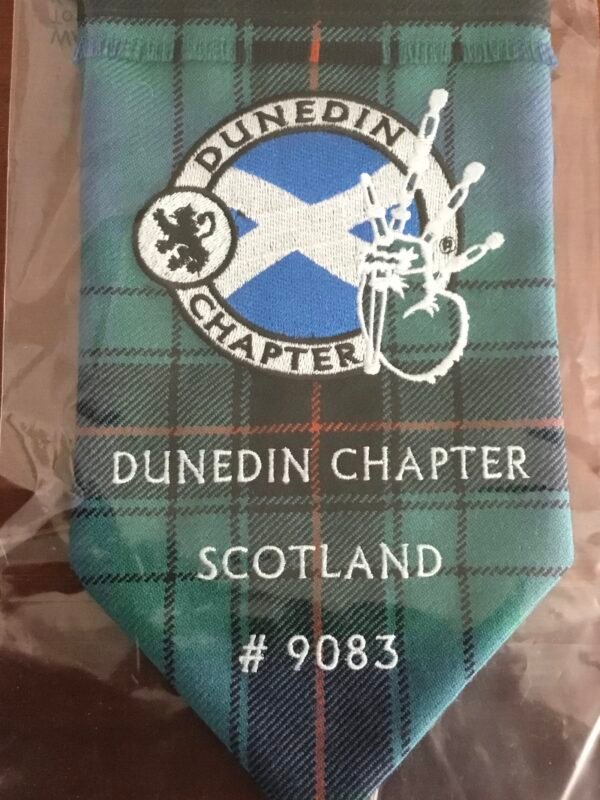 DUNEDIN
CHAPTER
®
DUNEDIN CHAPTER
SCOTLAND
# 9083